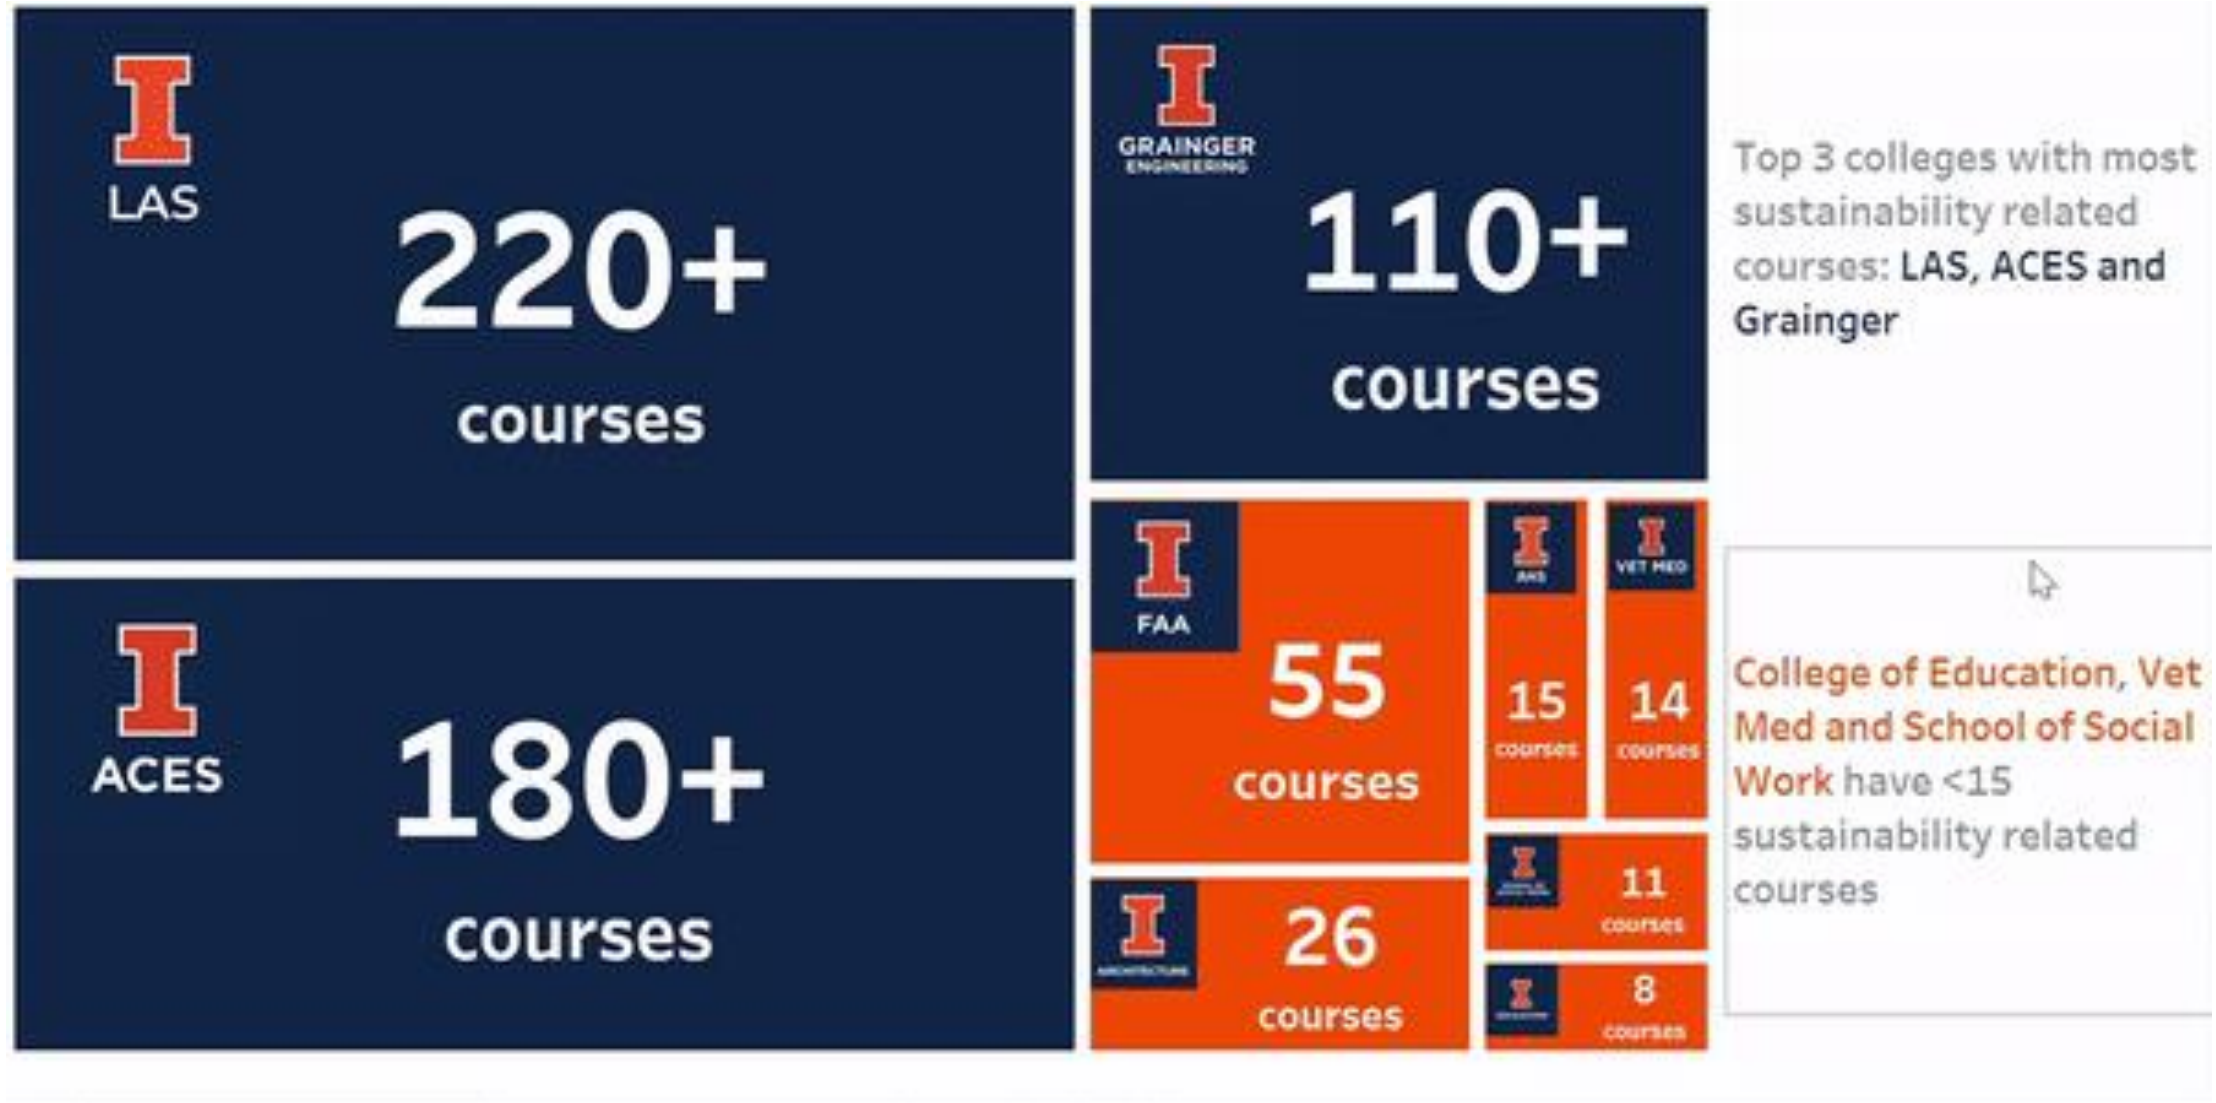 LAS
220+
courses
GRAINGER
ENGINEERING
110+
courses
Top 3 colleges with most
sustainability related
courses: LAS, ACES and
Grainger
ACES
180+
courses
FAA
55
courses
AHS
15
courses
VET MED
14
courses
ARCHITECTURE
26
courses
11
courses
EDUCATION
8
courses
College of Education, Vet
Med and School of Social
Work have <15
sustainability related
courses